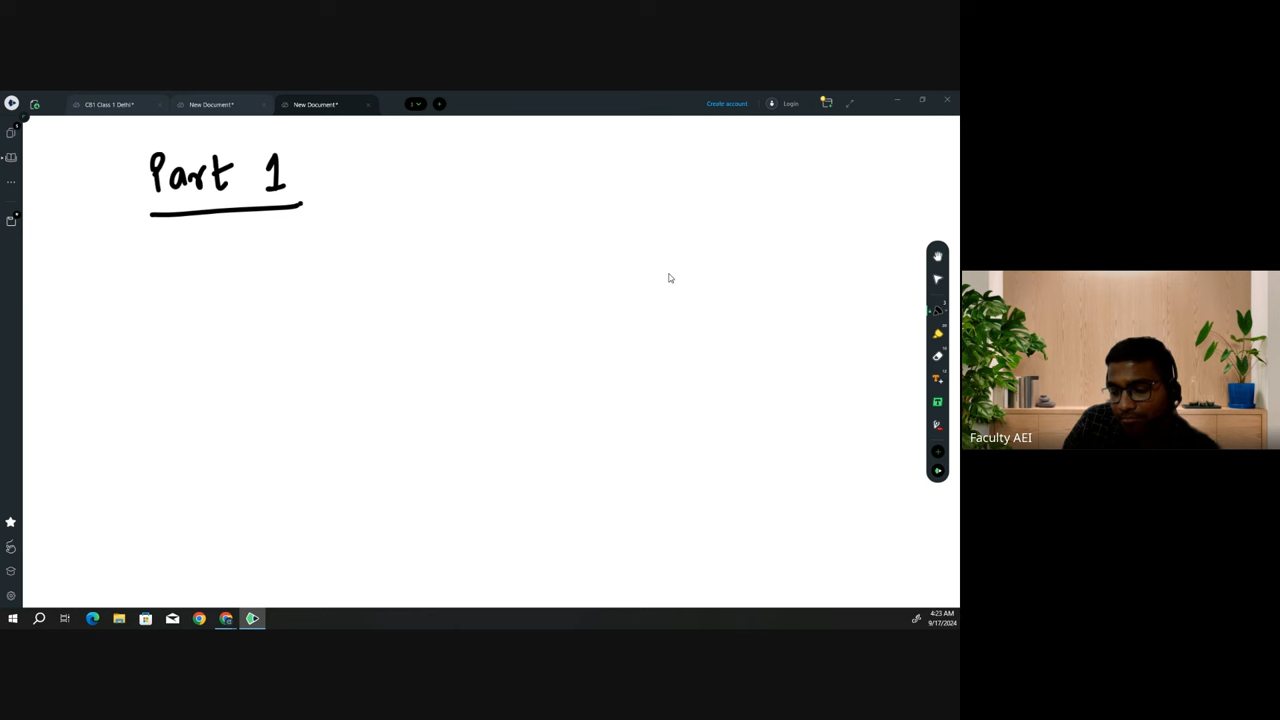 CB1 Class 1 Delhi*
New Document*
New Document*
1
Create account
Login
Part 1
Faculty AEI
4:23 AM
9/17/2024